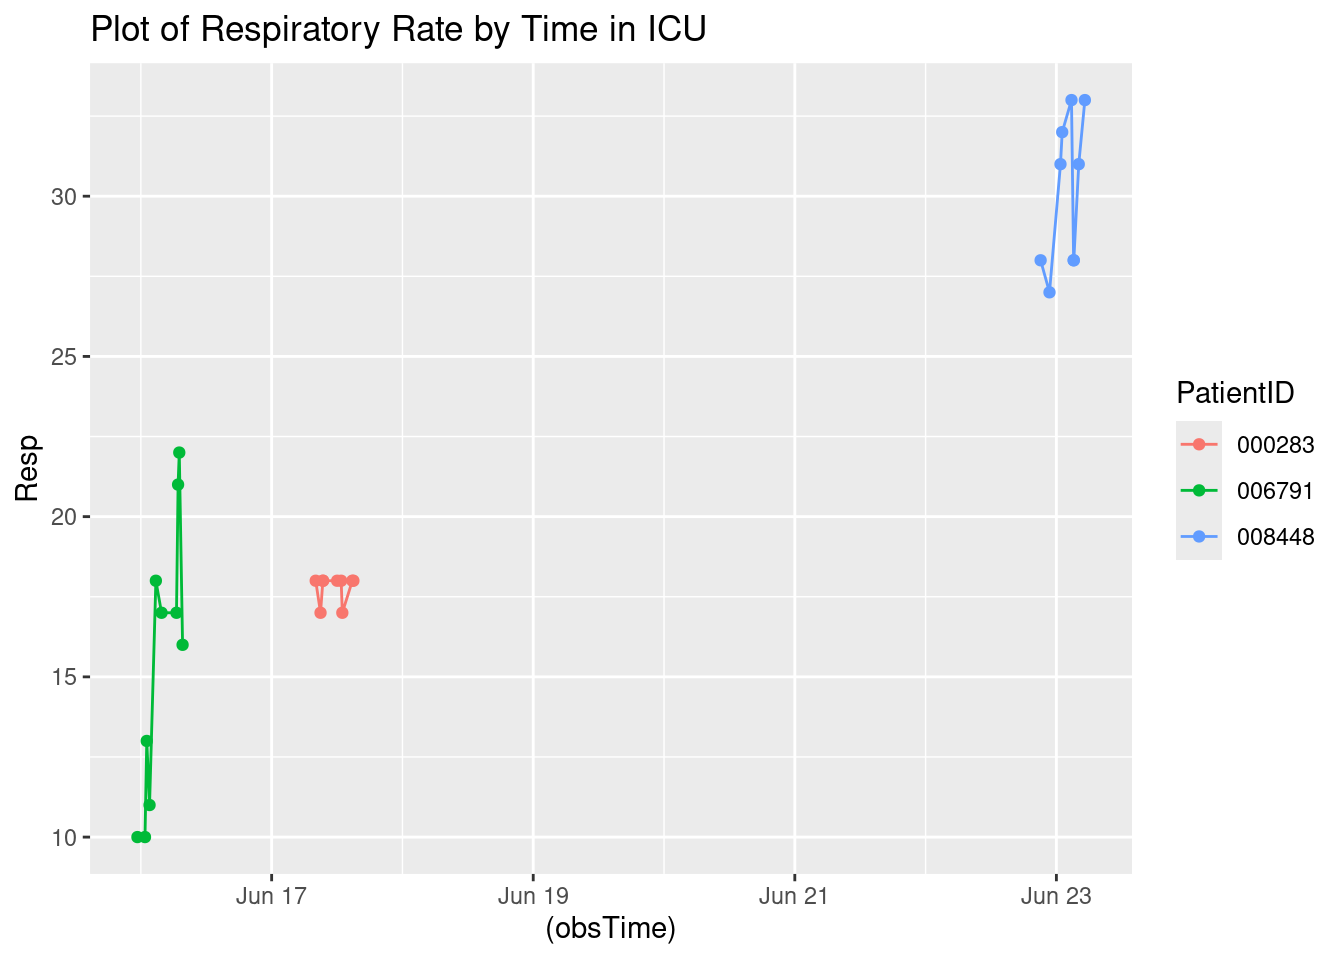 Plot of Respiratory Rate by Time in ICU
Resp
30
25
20
15
10
Jun 17 Jun 19 Jun 21 Jun 23
(obsTime)
PatientID
000283
006791
008448